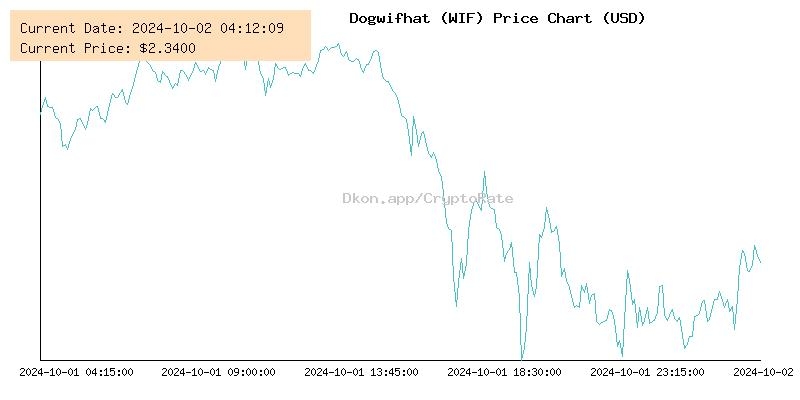 Dogwifhat (WIF) Price Chart (USD)
Current Date: 2024-10-02 04:12:09
Current Price: $2.3400
Dkon.app/CryptoRate
2024-10-01 04:15:00 2024-10-01 09:00:00 2024-10-01 13:45:00 2024-10-01 18:30:00 2024-10-01 23:15:00 2024-10-02